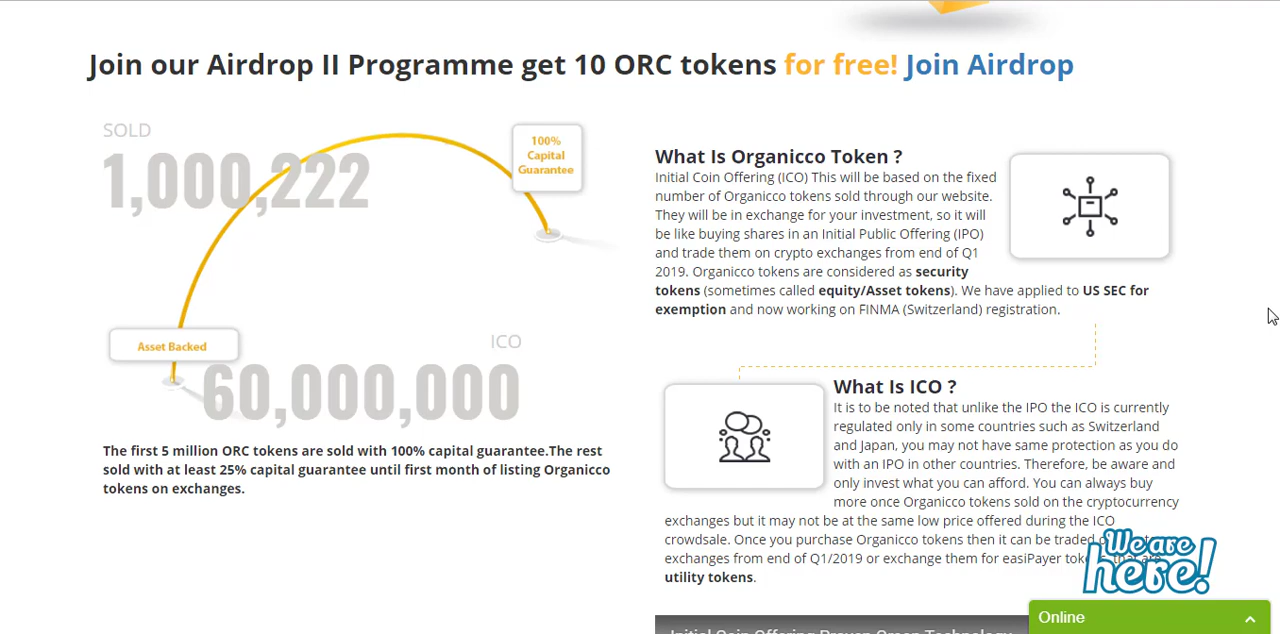 Join our Airdrop II Programme get 10 ORC tokens for free! Join Airdrop
SOLD
1,000,222
100%
Capital
Guarantee
Asset Backed
ICO
60,000,000
The first 5 million ORC tokens are sold with 100% capital guarantee.The rest
sold with at least 25% capital guarantee until first month of listing Organicco
tokens on exchanges.
What Is Organicco Token ?
Initial Coin Offering (ICO) This will be based on the fixed
number of Organicco tokens sold through our website.
They will be in exchange for your investment, so it will
be like buying shares in an Initial Public Offering (IPO)
and trade them on crypto exchanges from end of Q1
2019. Organicco tokens are considered as security
tokens (sometimes called equity/Asset tokens). We have applied to US SEC for
exemption and now working on FINMA (Switzerland) registration.
What Is ICO ?
It is to be noted that unlike the IPO the ICO is currently
regulated only in some countries such as Switzerland
and Japan, you may not have same protection as you do
with an IPO in other countries. Therefore, be aware and
only invest what you can afford. You can always buy
more once Organicco tokens sold on the cryptocurrency
exchanges but it may not be at the same low price offered during the ICO
crowdsale. Once you purchase Organicco tokens then it can be traded
exchanges from end of Q1/2019 or exchange them for easiPayer
utility tokens.
We are
here!
Online
Initial Coin Offering Proven Green Technology